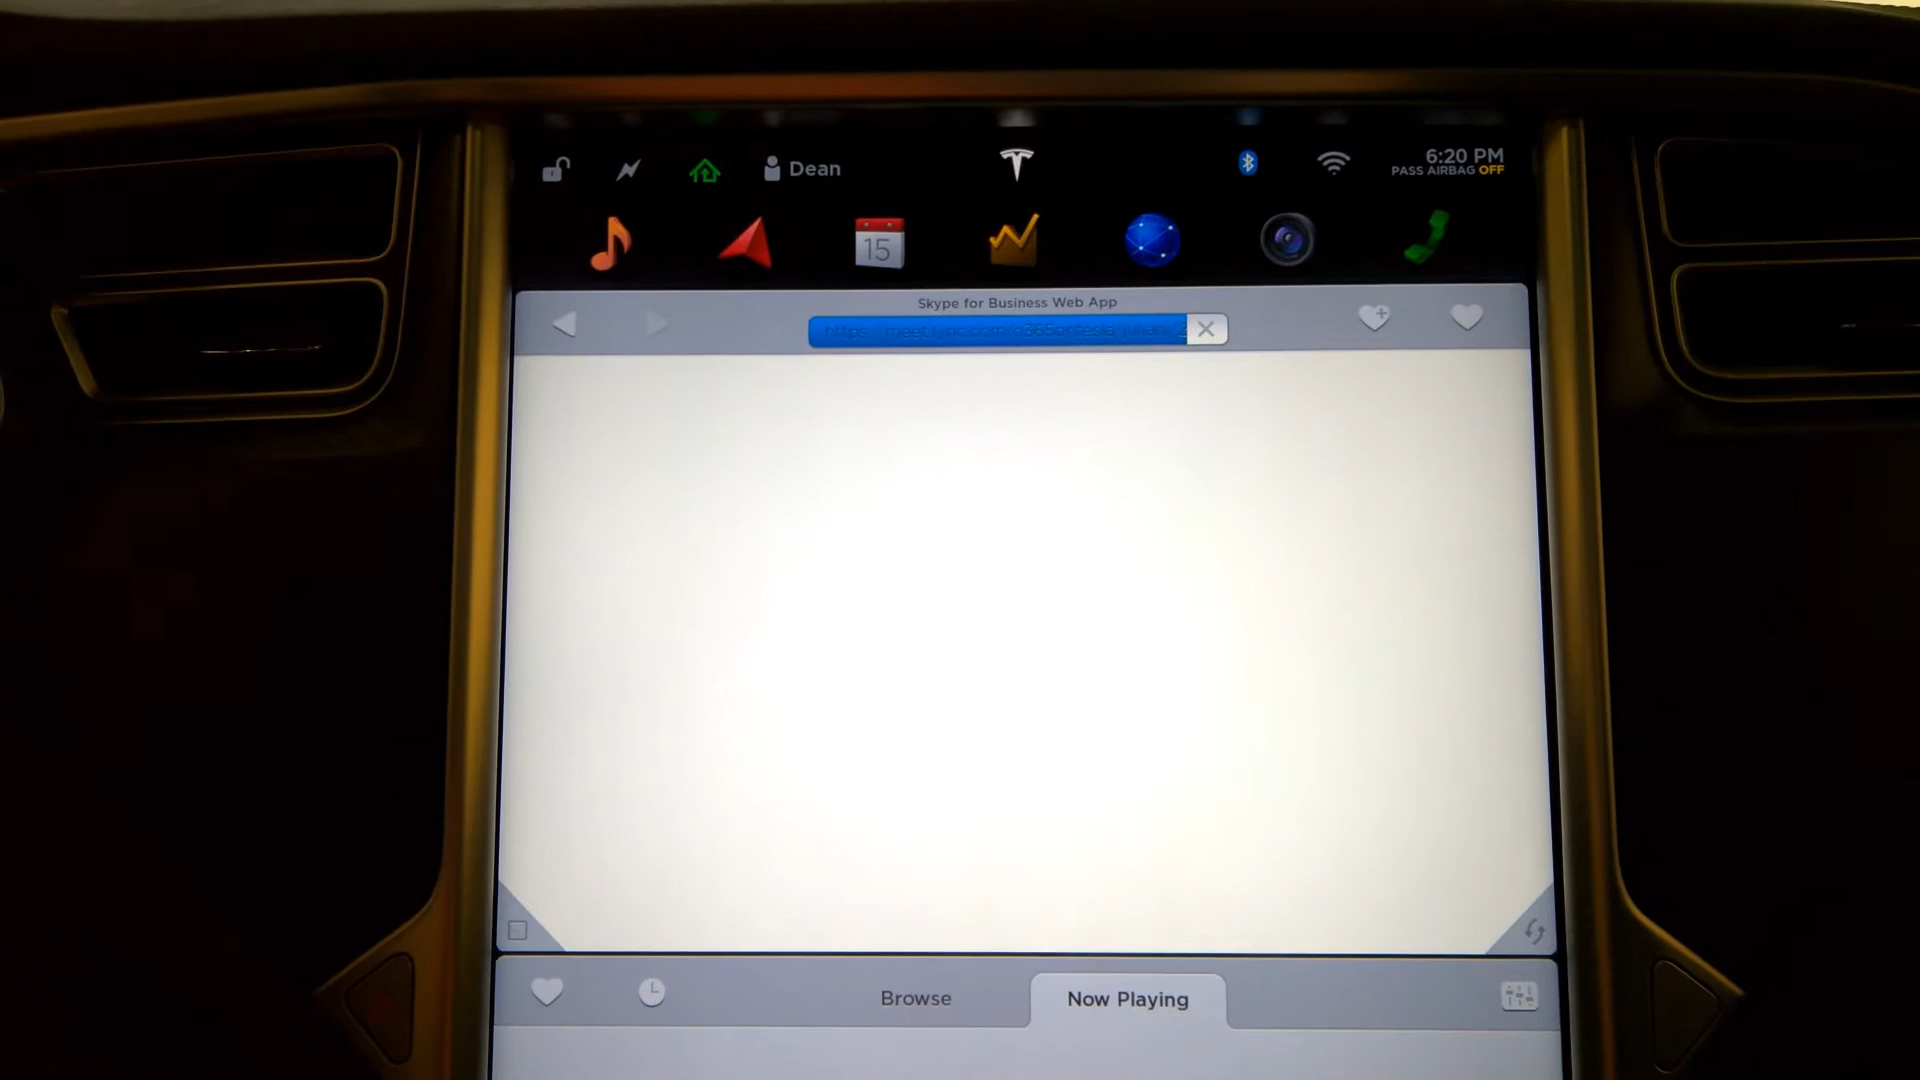 Dean
6:20 PM
PASS AIRBAG OFF
15
Skype for Business Web App
Browse
Now Playing